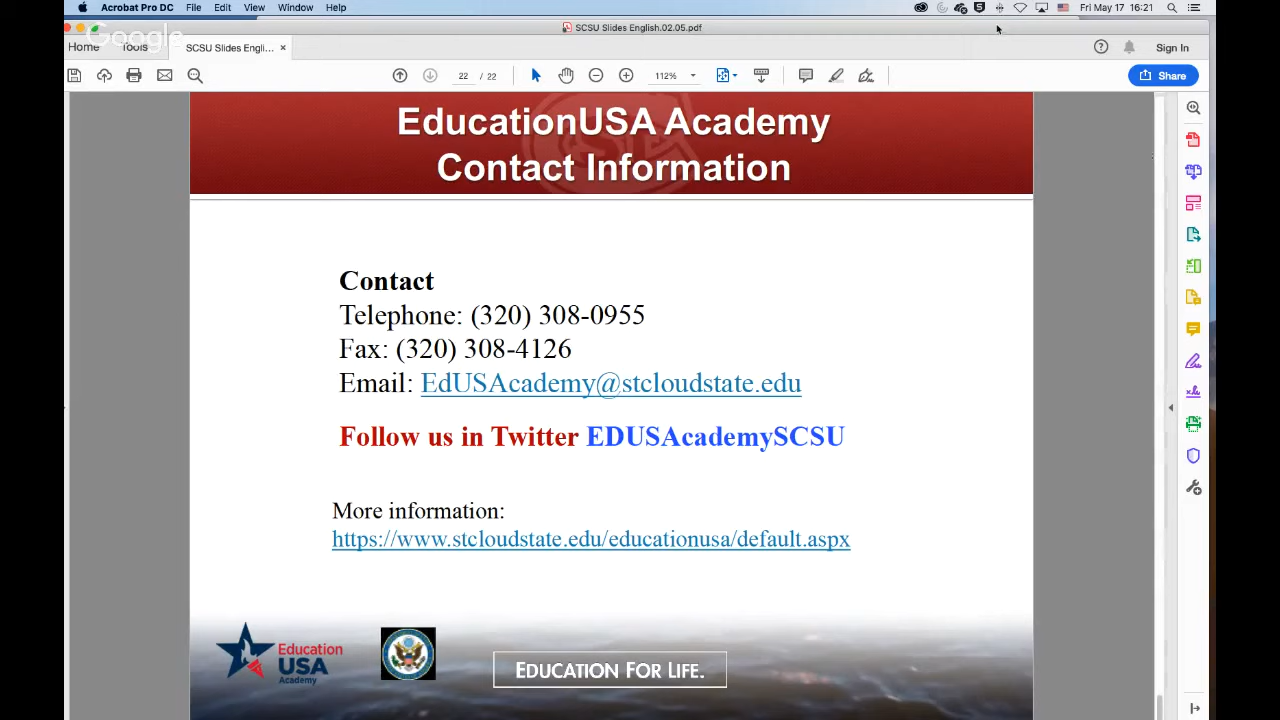 Acrobat Pro DC File Edit View Window Help Fri May 17 16:21
SCSU Slides English.02.05.pdf
Google
Home Tools SCSU Slides Engli... × Sign In
22 / 22 112% Share
EducationUSA Academy
Contact Information
Contact
Telephone: (320) 308-0955
Fax: (320) 308-4126
Email: EdUSAcademy@stcloudstate.edu
Follow us in Twitter EDUSAcademySCSU
More information:
https://www.stcloudstate.edu/educationusa/default.aspx
Education
USA
Academy
EDUCATION FOR LIFE.